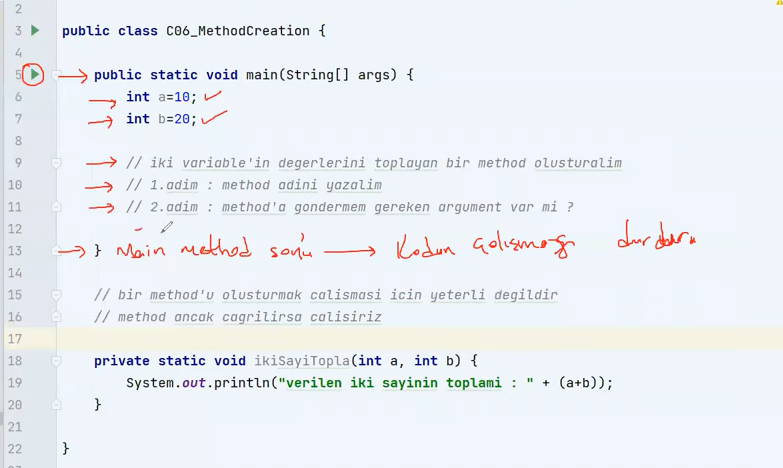 2
3 public class C06_MethodCreation {
4
5 public static void main(String[] args) {
6 int a=10;
7 int b=20;
8
9 // iki variable'in degerlerini toplayan bir method olusturalim
10 // 1.adim : method adini yazalim
11 // 2.adim : method'a gondermem gereken argument var mi ?
12
13 } Main method sonu → Kodun çalışması durdurur
14
15 // bir method'u olusturmak calismasi icin yeterli degildir
16 // method ancak cagrilirsa calisiriz
17
18 private static void ikiSayiTopla(int a, int b) {
19 System.out.println("verilen iki sayinin toplami : " + (a+b));
20 }
21
22 }